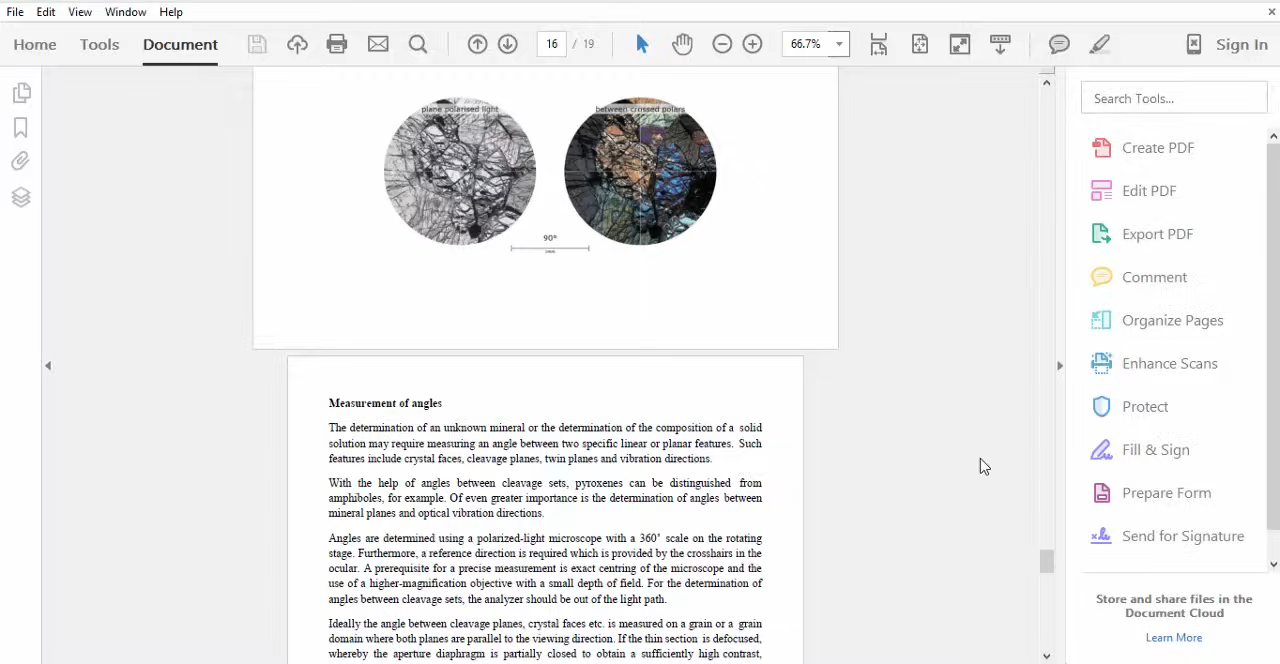 File Edit View Window Help
Home Tools Document 16 / 19 66.7% Sign In
plane polarised light between crossed polars
90°
Measurement of angles
The determination of an unknown mineral or the determination of the composition of a solid
solution may require measuring an angle between two specific linear or planar features. Such
features include crystal faces, cleavage planes, twin planes and vibration directions.
With the help of angles between cleavage sets, pyroxenes can be distinguished from
amphiboles, for example. Of even greater importance is the determination of angles between
mineral planes and optical vibration directions.
Angles are determined using a polarized-light microscope with a 360° scale on the rotating
stage. Furthermore, a reference direction is required which is provided by the crosshairs in the
ocular. A prerequisite for a precise measurement is exact centring of the microscope and the
use of a higher-magnification objective with a small depth of field. For the determination of
angles between cleavage sets, the analyzer should be out of the light path.
Ideally the angle between cleavage planes, crystal faces etc. is measured on a grain or a grain
domain where both planes are parallel to the viewing direction. If the thin section is defocused,
whereby the aperture diaphragm is partially closed to obtain a sufficiently high contrast,
Search Tools...
Create PDF
Edit PDF
Export PDF
Comment
Organize Pages
Enhance Scans
Protect
Fill & Sign
Prepare Form
Send for Signature
Store and share files in the
Document Cloud
Learn More